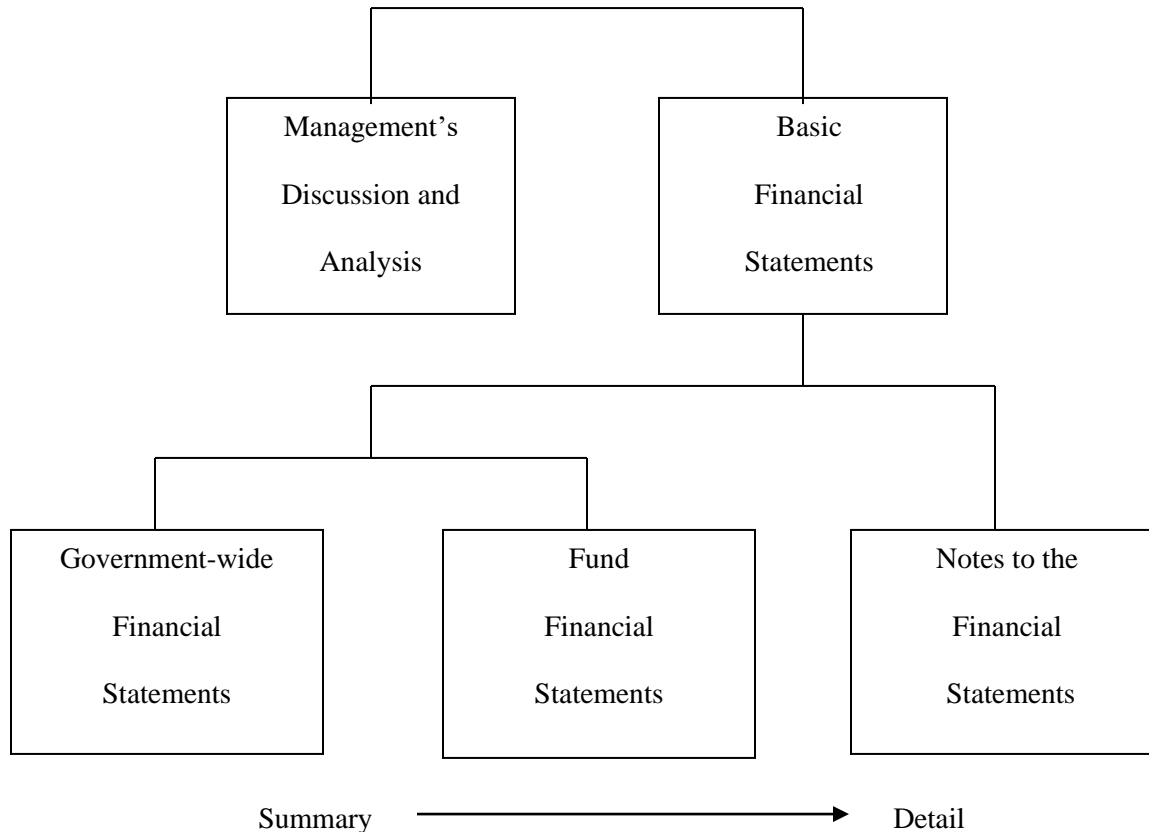 Management’s
Discussion and
Analysis
Basic
Financial
Statements
Government-wide
Financial
Statements
Fund
Financial
Statements
Notes to the
Financial
Statements
Summary
Detail